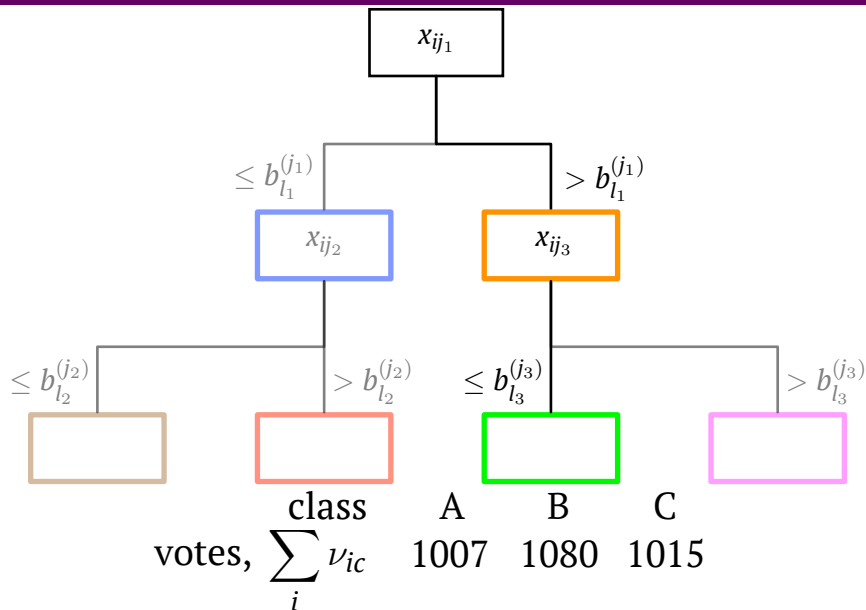 x_{ij_1}
≤ b_{l_1}^{(j_1)} > b_{l_1}^{(j_1)}
x_{ij_2} x_{ij_3}
≤ b_{l_2}^{(j_2)} > b_{l_2}^{(j_2)} ≤ b_{l_3}^{(j_3)} > b_{l_3}^{(j_3)}
class A B C
votes, ∑_i ν_{ic} 1007 1080 1015